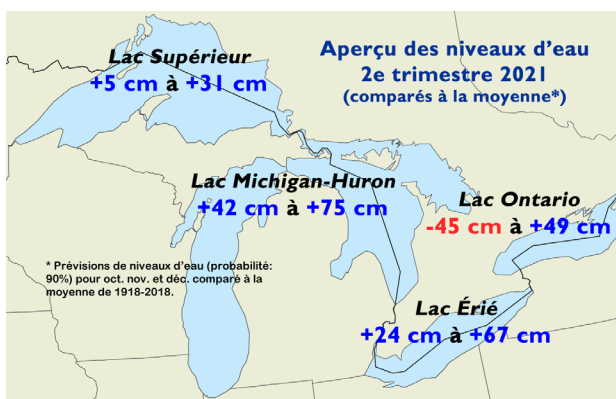 Lac Supérieur
+5 cm à +31 cm
Aperçu des niveaux d'eau
2e trimestre 2021
(comparés à la moyenne*)
Lac Michigan-Huron
+42 cm à +75 cm
Lac Ontario
-45 cm à +49 cm
* Prévisions de niveaux d'eau (probabilité:
90%) pour oct. nov. et déc. comparé à la
moyenne de 1918-2018.
Lac Érié
+24 cm à +67 cm